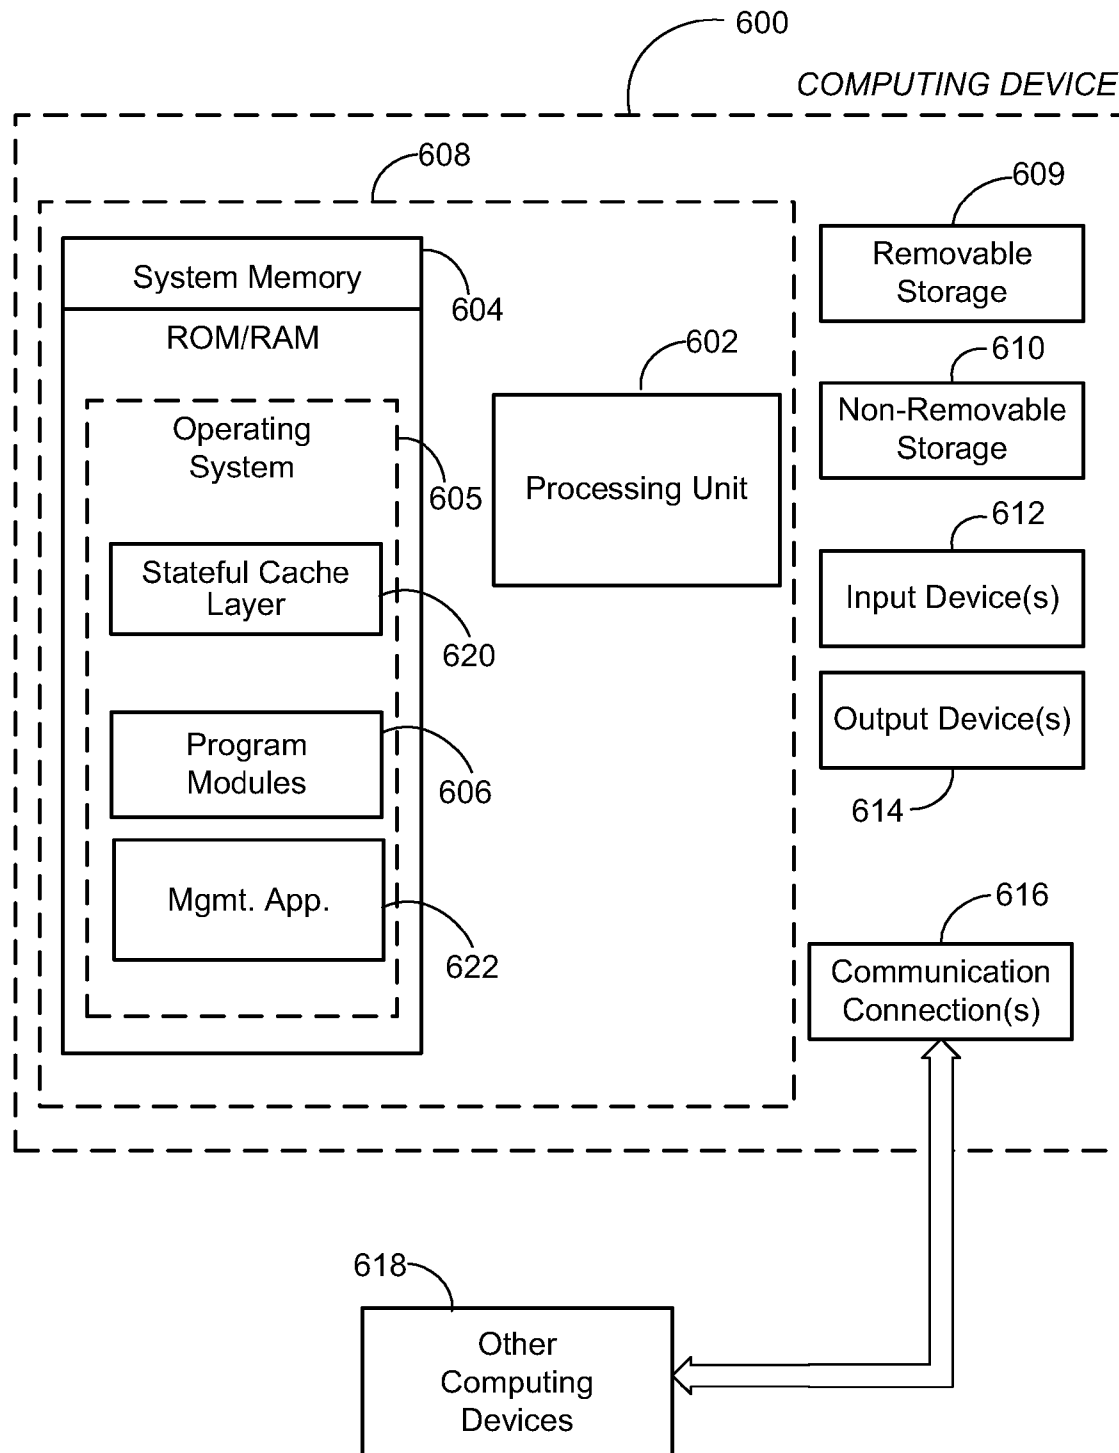 600
COMPUTING DEVICE
608
609
System Memory
604
ROM/RAM
Removable
Storage
602
610
Operating
System
605
Processing Unit
Non-Removable
Storage
612
Stateful Cache
Layer
620
Input Device(s)
Program
Modules
606
Output Device(s)
614
Mgmt. App.
622
616
Communication
Connection(s)
618
Other
Computing
Devices